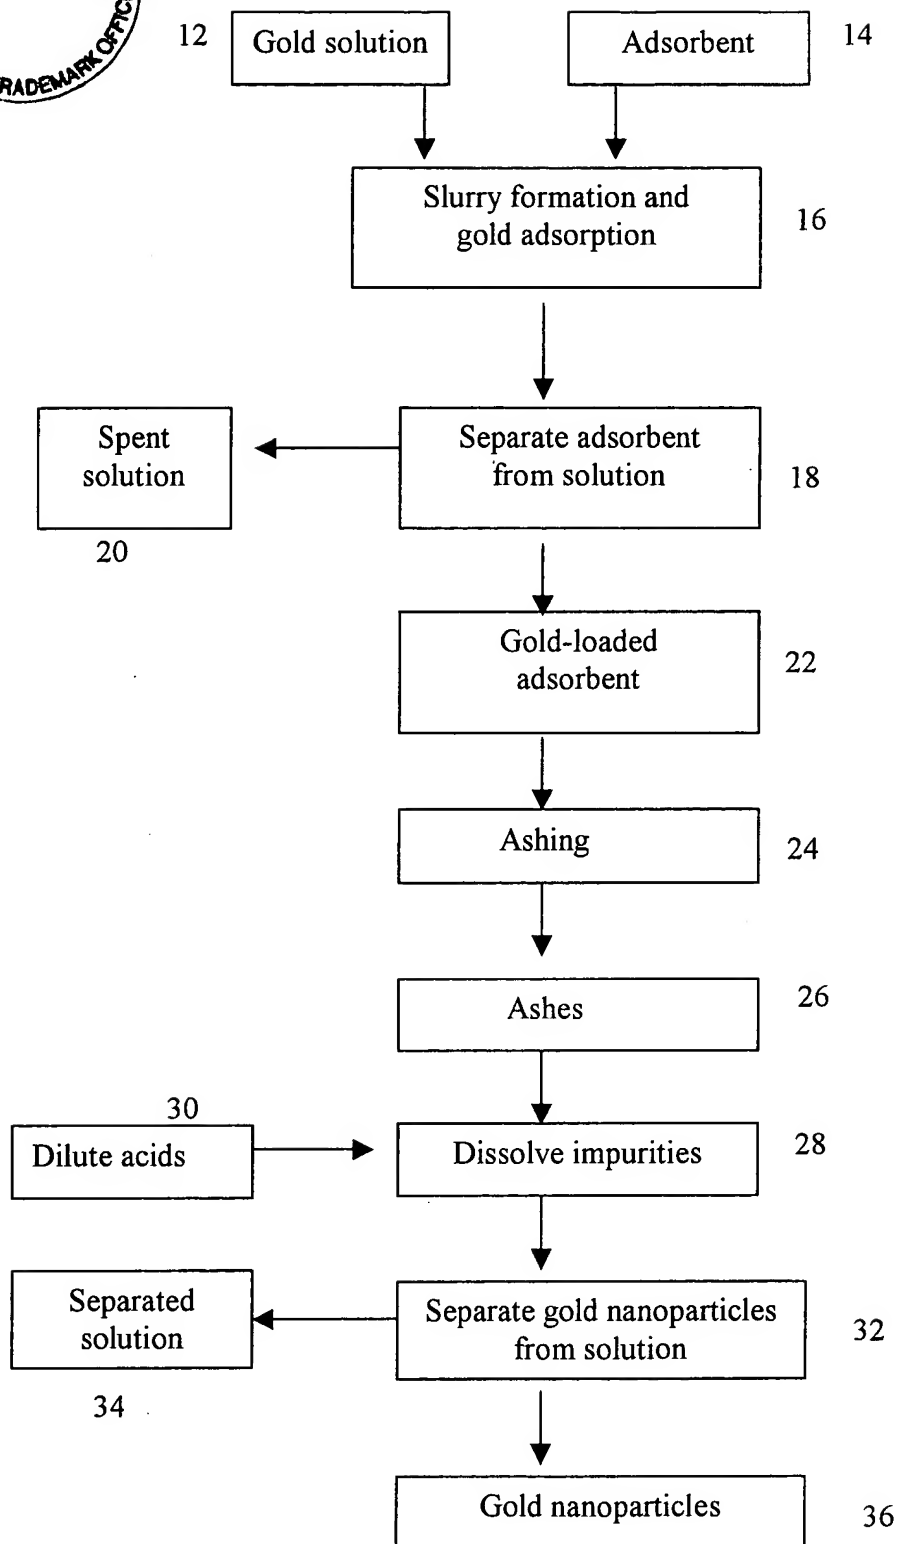 RADEMARK OFFIC
12 Gold solution Adsorbent 14
Slurry formation and
gold adsorption
16
Spent
solution
20
Separate adsorbent
from solution
18
Gold-loaded
adsorbent
22
Ashing
24
Ashes
26
30
Dilute acids
Dissolve impurities
28
Separated
solution
34
Separate gold nanoparticles
from solution
32
Gold nanoparticles
36